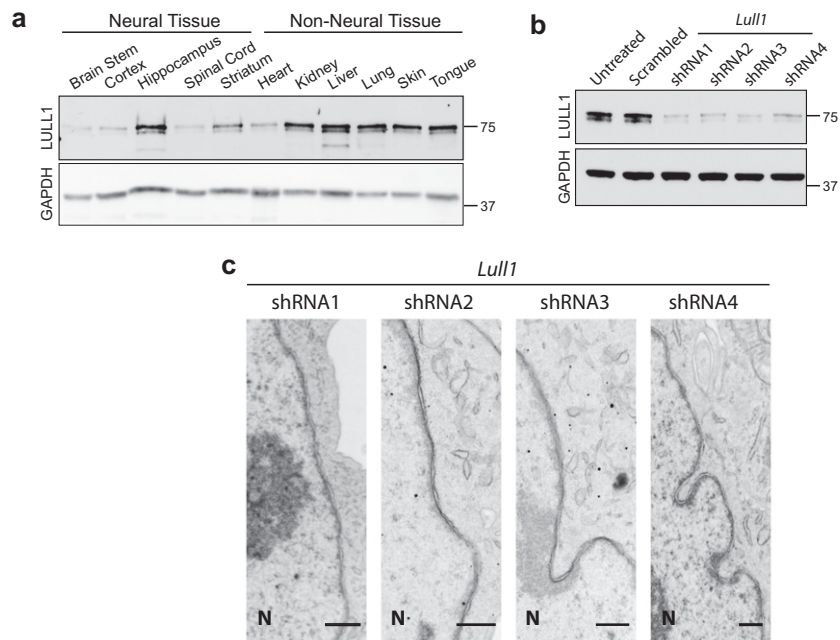 a
Neural Tissue
Non-Neural Tissue
Brain Stem
Cortex
Hippocampus
Spinal Cord
Striatum
Heart
Kidney
Liver
Lung
Skin
Tongue
LULL1
75
GAPDH
37
b
Lull1
Untreated
Scrambled
shRNA1
shRNA2
shRNA3
shRNA4
LULL1
75
GAPDH
37
c
Lull1
shRNA1 shRNA2 shRNA3 shRNA4
N N N N